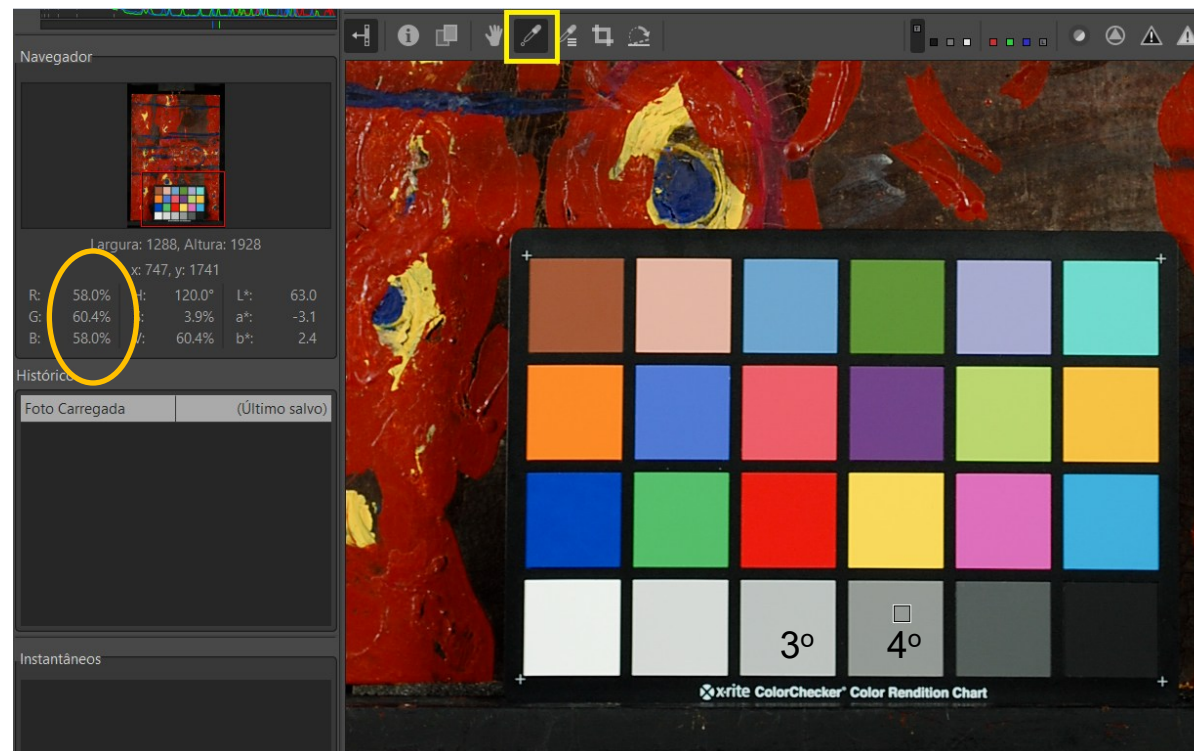 Navegador
Largura: 1288, Altura: 1928
x: 747, y: 1741
R: 58.0% H: 120.0° L*: 63.0
G: 60.4% : 3.9% a*: -3.1
B: 58.0% V: 60.4% b*: 2.4
Histórico
Foto Carregada (Último salvo)
Instantâneos
3º 4º
x-rite ColorChecker® Color Rendition Chart